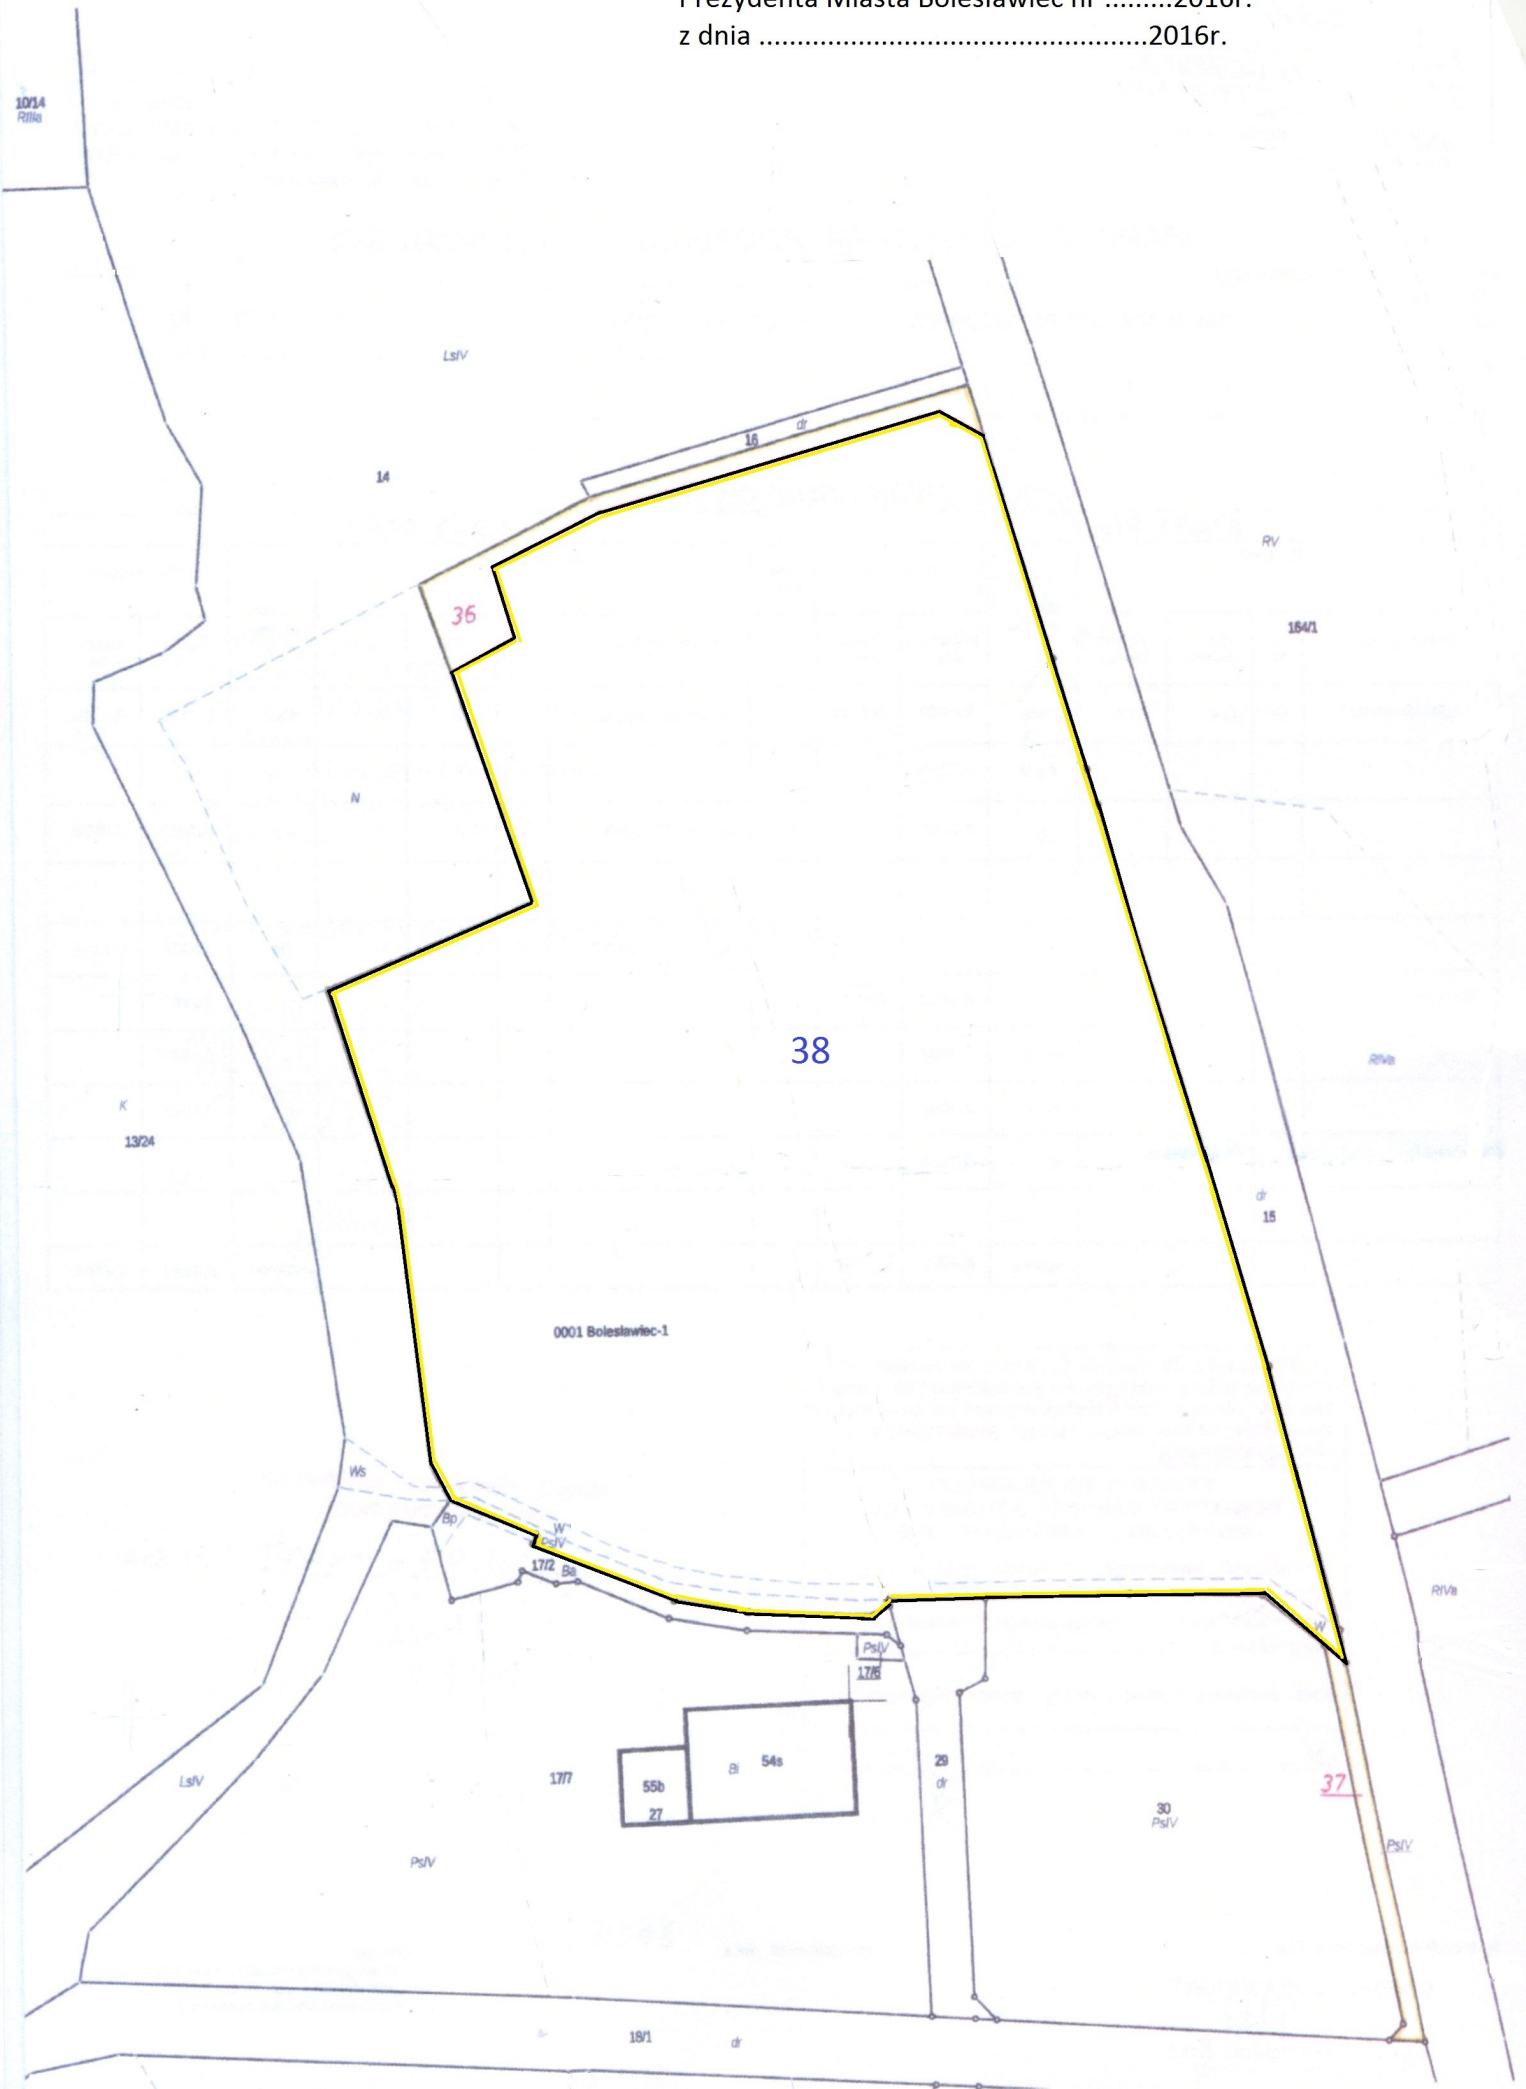 Prezydenta Miasta Bolesławiec nr .........2016r.
z dnia ...................................................2016r.
10/14
RIIIa
LsIV
dr
16
14
RV
36
164/1
N
38
RIVa
K
13/24
dr
15
0001 Bolesławiec-1
Ws
Bp
W
PsIV
17/2
Ba
RIVa
W
PsIV
17/6
29
dr
54s
Bi
17/7
55b
27
LsIV
37
30
PsIV
PsIV
PsIV
18/1
dr